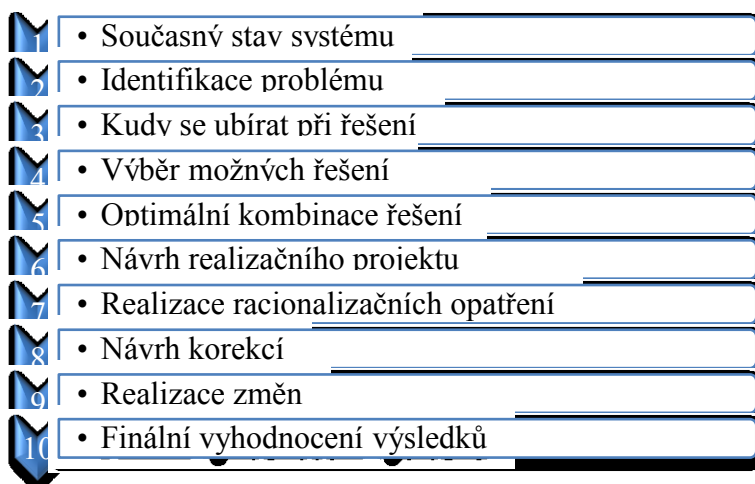 1 • Současný stav systému
2 • Identifikace problému
3 • Kudy se ubírat při řešení
4 • Výběr možných řešení
5 • Optimální kombinace řešení
6 • Návrh realizačního projektu
7 • Realizace racionalizačních opatření
8 • Návrh korekcí
9 • Realizace změn
10 • Finální vyhodnocení výsledků